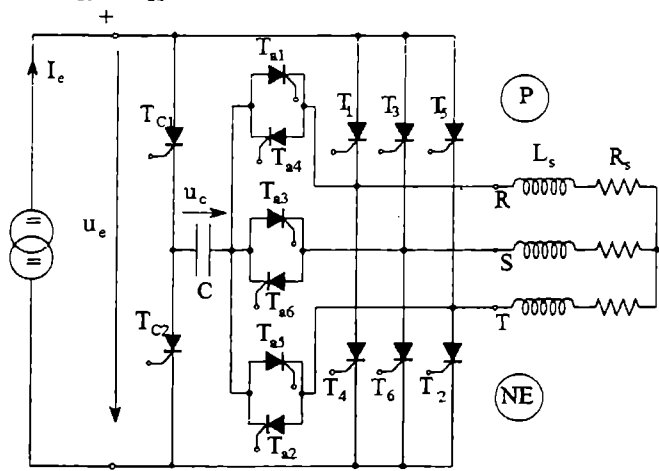 +
I_e
u_e
T_C1
T_C2
u_c
C
T_a1
T_a4
T_a3
T_a6
T_a5
T_a2
T_1
T_3
T_5
P
L_s
R_s
R
S
T
T_4
T_6
T_2
NE